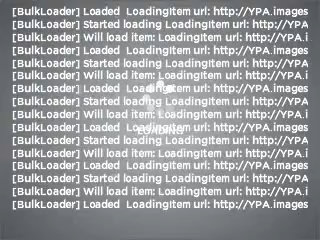 [BulkLoader] Loaded  LoadingItem url: http://YPA.images
[BulkLoader] Started loading LoadingItem url: http://YPA
[BulkLoader] Will load item: LoadingItem url: http://YPA.i
[BulkLoader] Loaded  LoadingItem url: http://YPA.images
[BulkLoader] Started loading LoadingItem url: http://YPA
[BulkLoader] Will load item: LoadingItem url: http://YPA.i
[BulkLoader] Loaded  LoadingItem url: http://YPA.images
[BulkLoader] Started loading LoadingItem url: http://YPA
[BulkLoader] Will load item: LoadingItem url: http://YPA.i
[BulkLoader] Loaded  LoadingItem url: http://YPA.images
LOADING
[BulkLoader] Started loading LoadingItem url: http://YPA
[BulkLoader] Will load item: LoadingItem url: http://YPA.i
[BulkLoader] Loaded  LoadingItem url: http://YPA.images
[BulkLoader] Started loading LoadingItem url: http://YPA
[BulkLoader] Will load item: LoadingItem url: http://YPA.i
[BulkLoader] Loaded  LoadingItem url: http://YPA.images